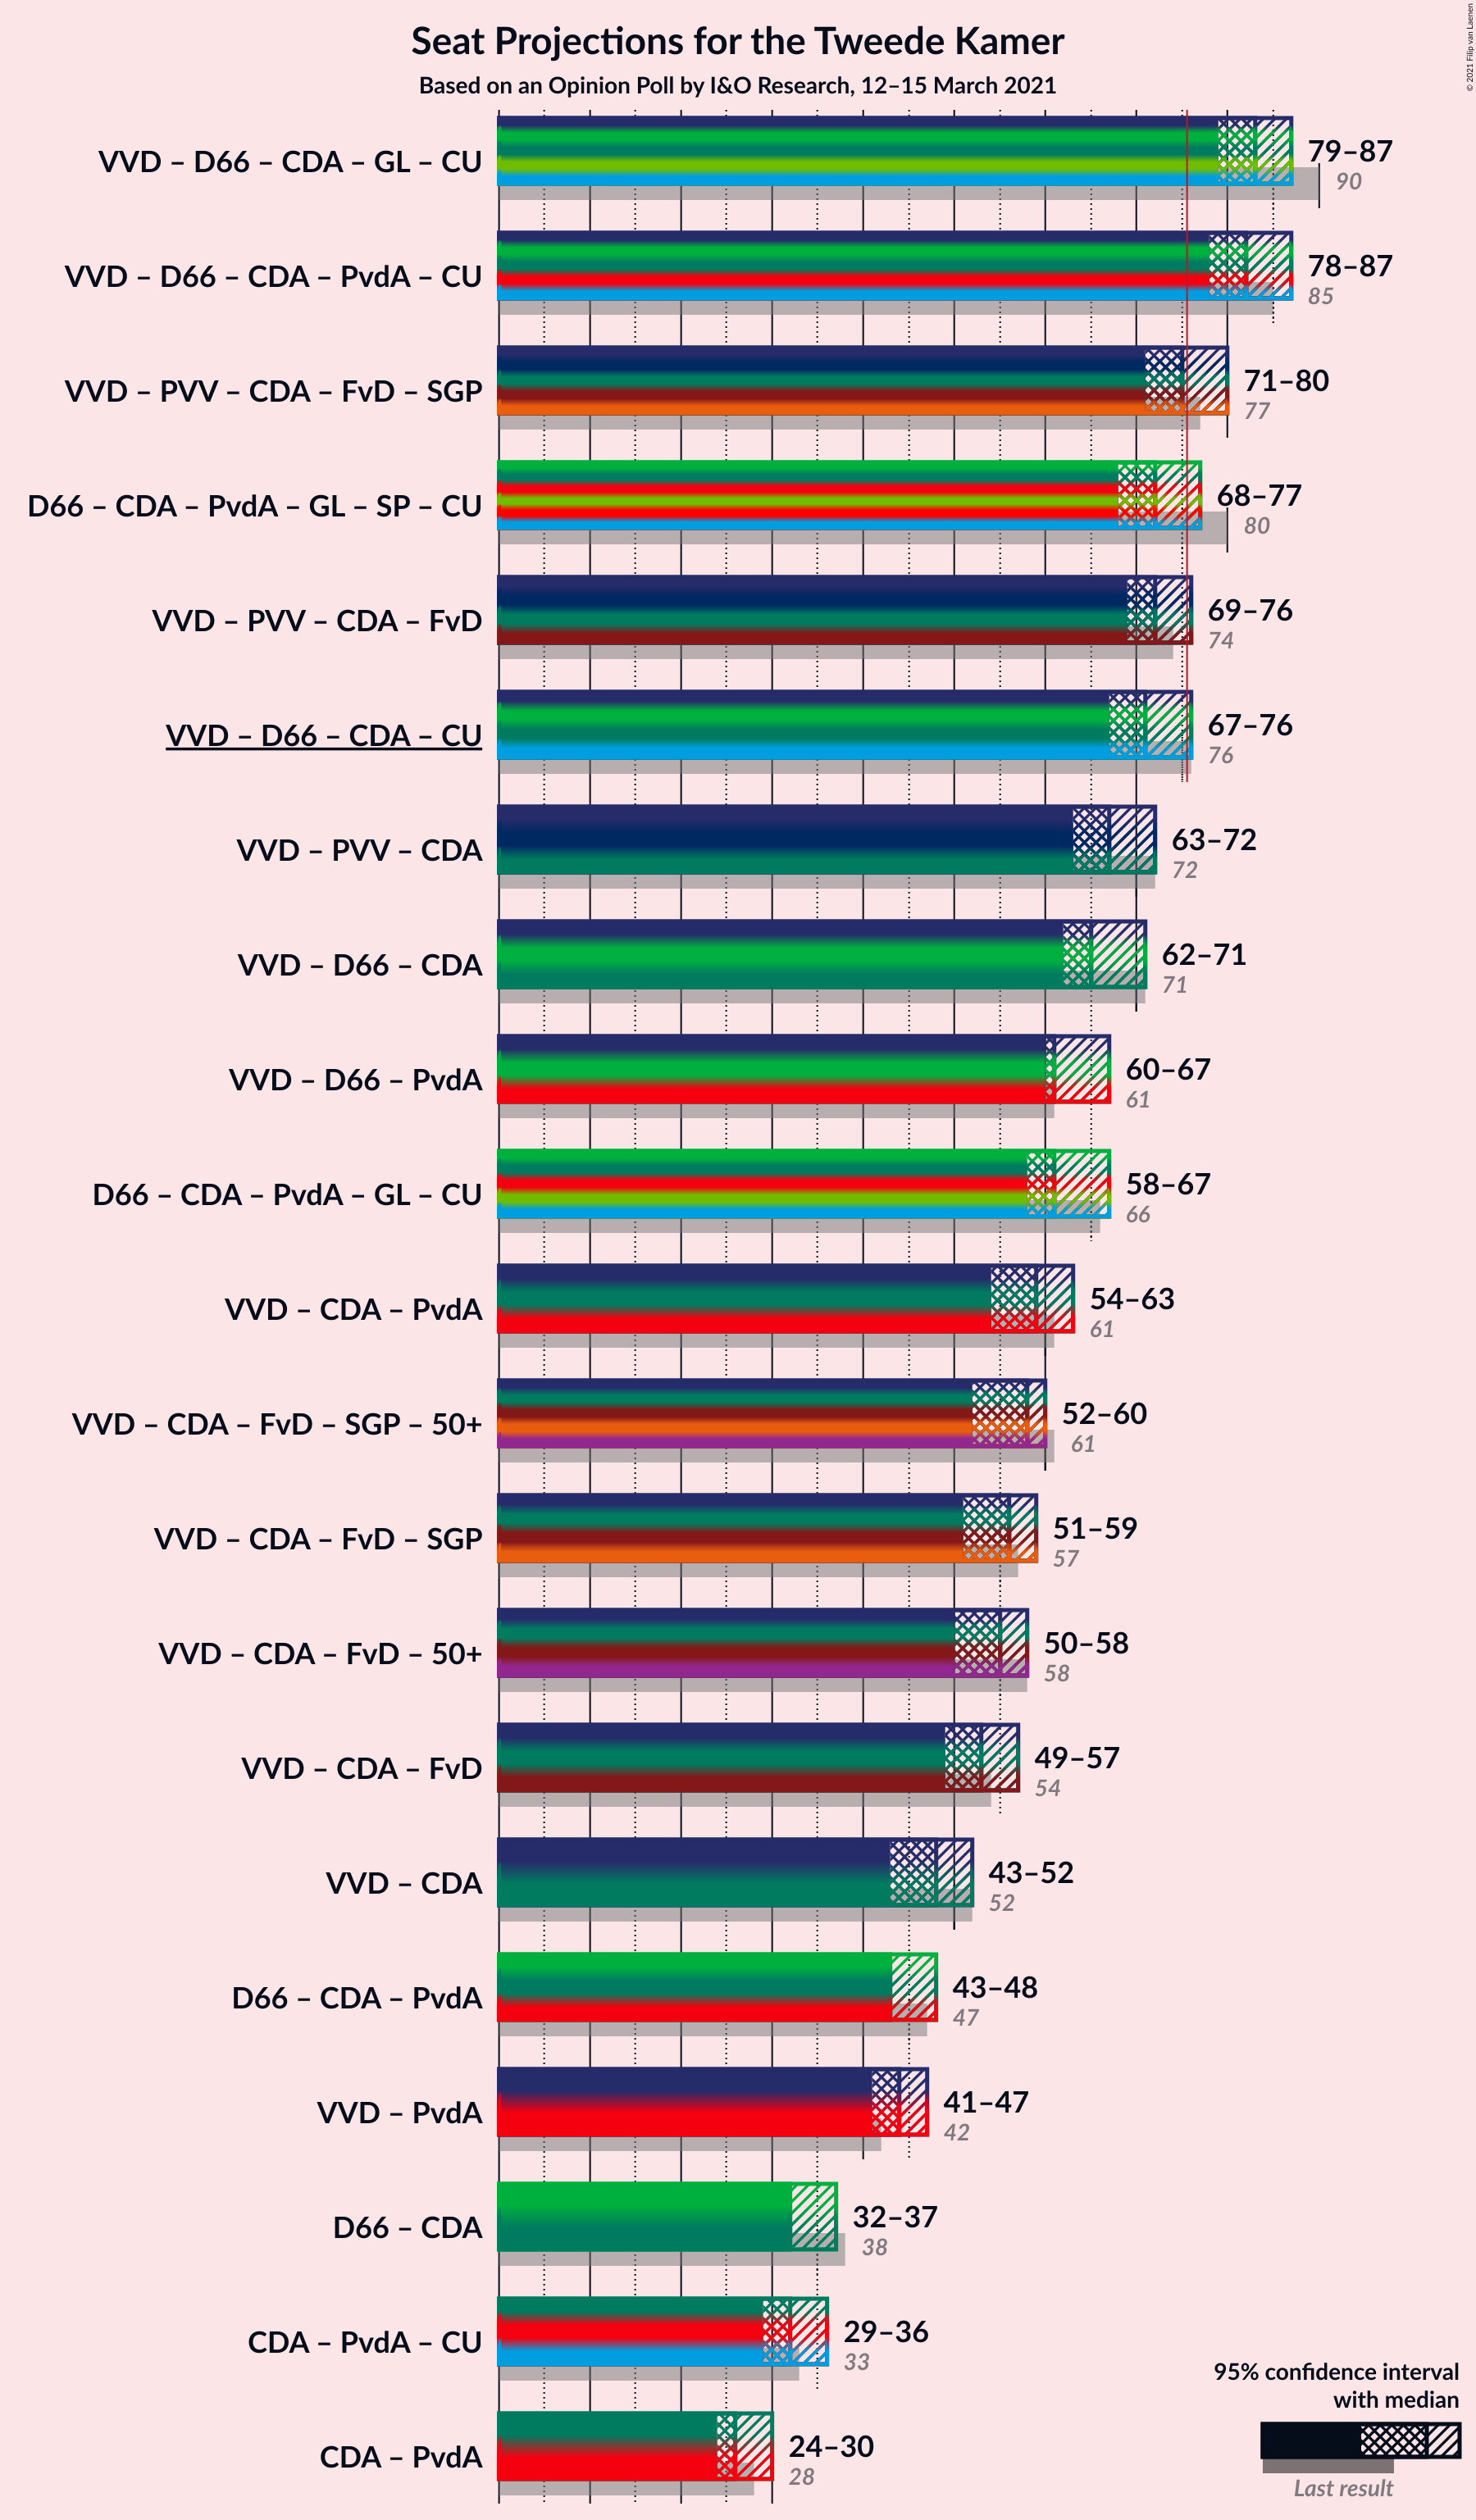 Seat Projections for the Tweede Kamer
Based on an Opinion Poll by I&O Research, 12–15 March 2021
© 2021 Filip van Laenen
VVD – D66 – CDA – GL – CU
79–87
90
VVD – D66 – CDA – PvdA – CU
78–87
85
VVD – PVV – CDA – FvD – SGP
71–80
77
D66 – CDA – PvdA – GL – SP – CU
68–77
80
VVD – PVV – CDA – FvD
69–76
74
VVD – D66 – CDA – CU
67–76
76
VVD – PVV – CDA
63–72
72
VVD – D66 – CDA
62–71
71
VVD – D66 – PvdA
60–67
61
D66 – CDA – PvdA – GL – CU
58–67
66
VVD – CDA – PvdA
54–63
61
VVD – CDA – FvD – SGP – 50+
52–60
61
VVD – CDA – FvD – SGP
51–59
57
VVD – CDA – FvD – 50+
50–58
58
VVD – CDA – FvD
49–57
54
VVD – CDA
43–52
52
D66 – CDA – PvdA
43–48
47
VVD – PvdA
41–47
42
D66 – CDA
32–37
38
CDA – PvdA – CU
29–36
33
CDA – PvdA
24–30
28
95% confidence interval
with median
Last result